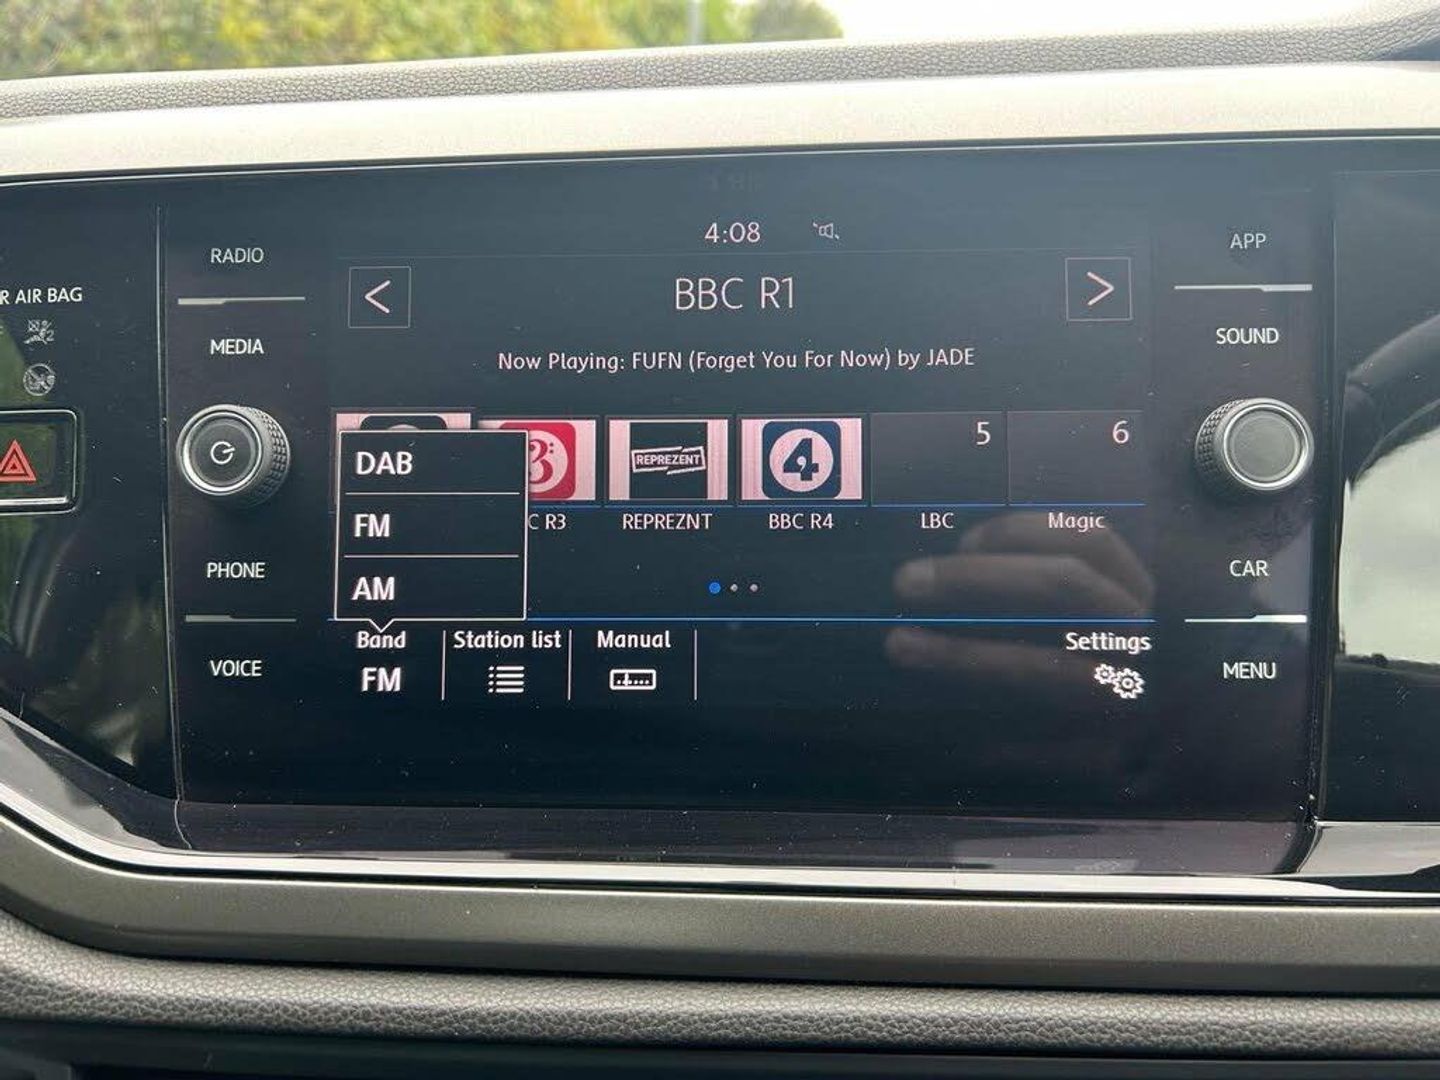 4:08
RADIO
APP
R AIR BAG
BBC R1
MEDIA
SOUND
Now Playing: FUFN (Forget You For Now) by JADE
DAB
3
REPREZENT
4
5
6
FM
C R3
REPREZNT
BBC R4
LBC
Magic
AM
PHONE
CAR
Band
Station list
Manual
Settings
FM
VOICE
MENU